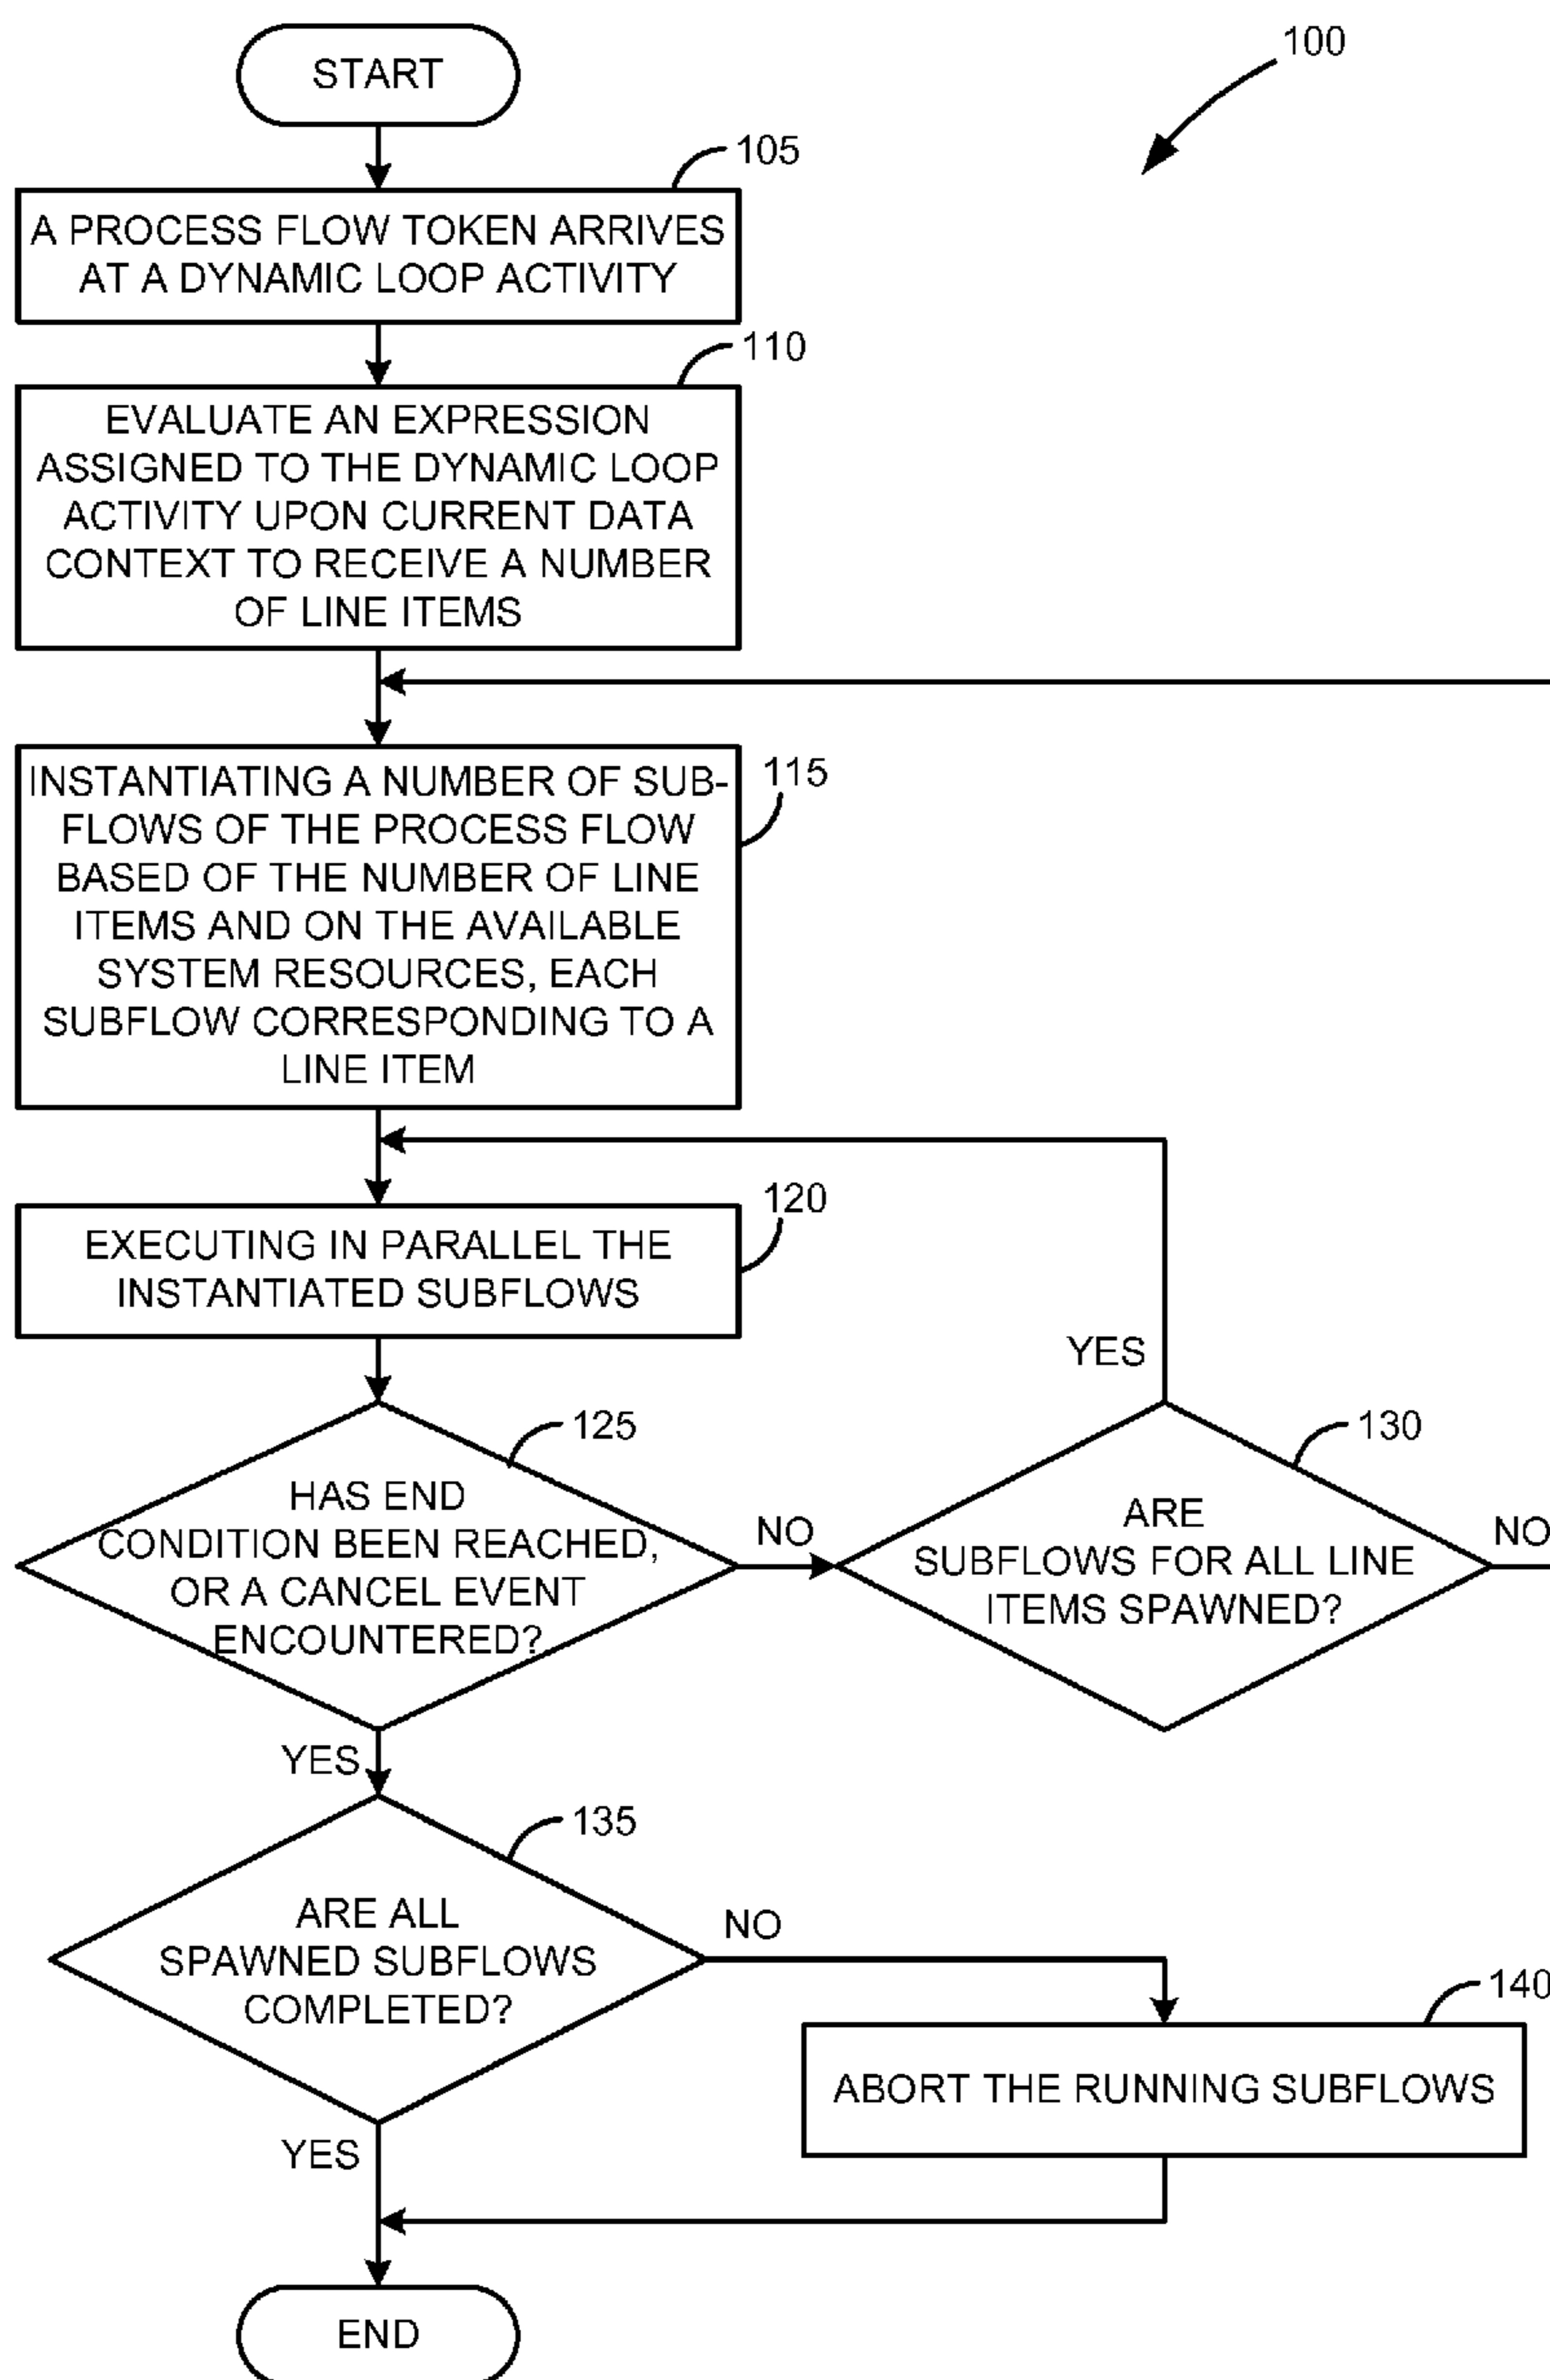 START
100
105
A PROCESS FLOW TOKEN ARRIVES
AT A DYNAMIC LOOP ACTIVITY
110
EVALUATE AN EXPRESSION
ASSIGNED TO THE DYNAMIC LOOP
ACTIVITY UPON CURRENT DATA
CONTEXT TO RECEIVE A NUMBER
OF LINE ITEMS
115
INSTANTIATING A NUMBER OF SUB-
FLOWS OF THE PROCESS FLOW
BASED OF THE NUMBER OF LINE
ITEMS AND ON THE AVAILABLE
SYSTEM RESOURCES, EACH
SUBFLOW CORRESPONDING TO A
LINE ITEM
120
EXECUTING IN PARALLEL THE
INSTANTIATED SUBFLOWS
125
HAS END
CONDITION BEEN REACHED,
OR A CANCEL EVENT
ENCOUNTERED?
NO
YES
130
ARE
SUBFLOWS FOR ALL LINE
ITEMS SPAWNED?
NO
YES
135
ARE ALL
SPAWNED SUBFLOWS
COMPLETED?
NO
140
ABORT THE RUNNING SUBFLOWS
YES
END